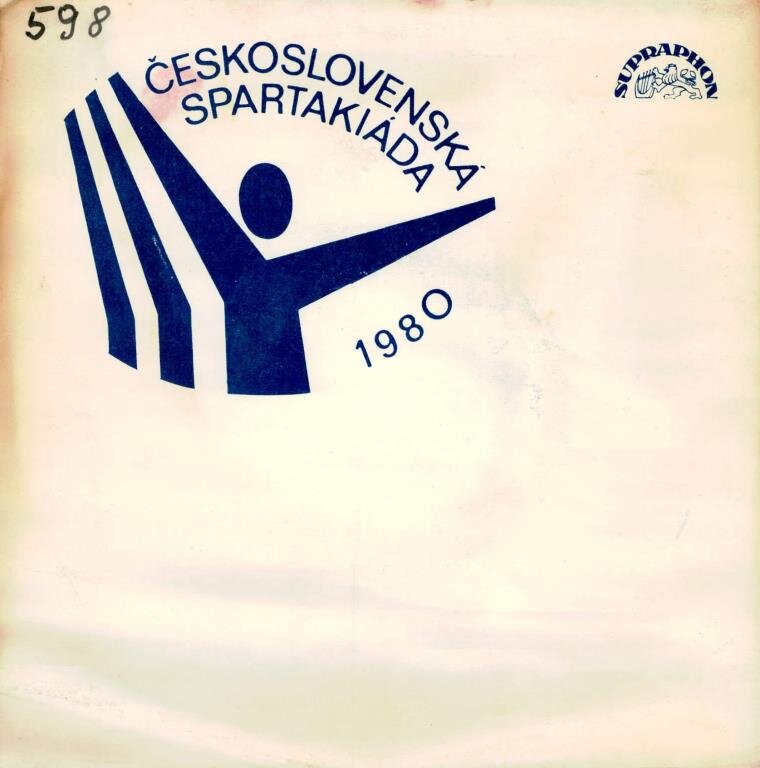 598
ČESKOSLOVENSKÁ
SPARTAKIÁDA
1980
SUPRAPHON